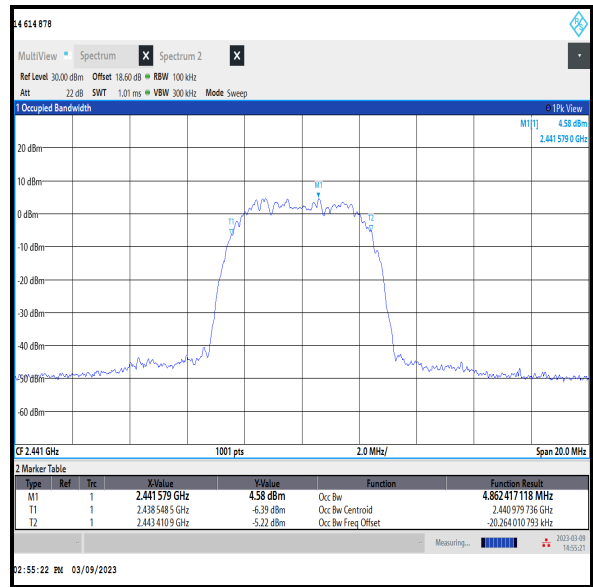 14 614 878
R S
MultiView Spectrum X Spectrum 2 X
Ref Level 30.00 dBm Offset 18.60 dB RBW 100 kHz
Att 22 dB SWT 1.01 ms VBW 300 kHz Mode Sweep
1 Occupied Bandwidth 1Pk View
M1[1] 4.58 dBm
2.441 579 0 GHz
20 dBm
10 dBm
M1
0 dBm
T1 T2
-10 dBm
-20 dBm
-30 dBm
-40 dBm
-50 dBm
-60 dBm
CF 2.441 GHz 1001 pts 2.0 MHz/ Span 20.0 MHz
2 Marker Table
Type Ref Trc X-Value Y-Value Function Function Result
M1 1 2.441 579 GHz 4.58 dBm Occ Bw 4.862 417 118 MHz
T1 1 2.438 548 5 GHz -6.39 dBm Occ Bw Centroid 2.440 979 736 GHz
T2 1 2.443 410 9 GHz -5.22 dBm Occ Bw Freq Offset -20.264 010 793 kHz
Measuring... 2023-03-09
14:55:21
02:55:22 PM 03/09/2023